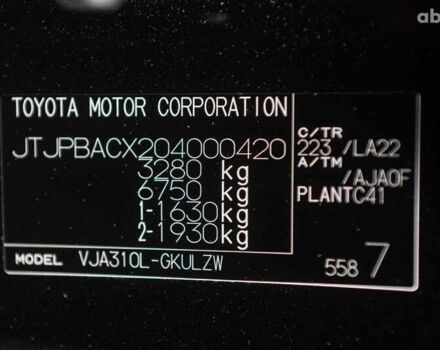 ab
TOYOTA MOTOR CORPORATION
JTJPBACX204000420
3280 kg
6750 kg
1-1630kg
2-1930kg
C/TR
223 /LA22
A/TM
/AJA0F
PLANTC41
MODEL VJA310L-GKULZW
558 7